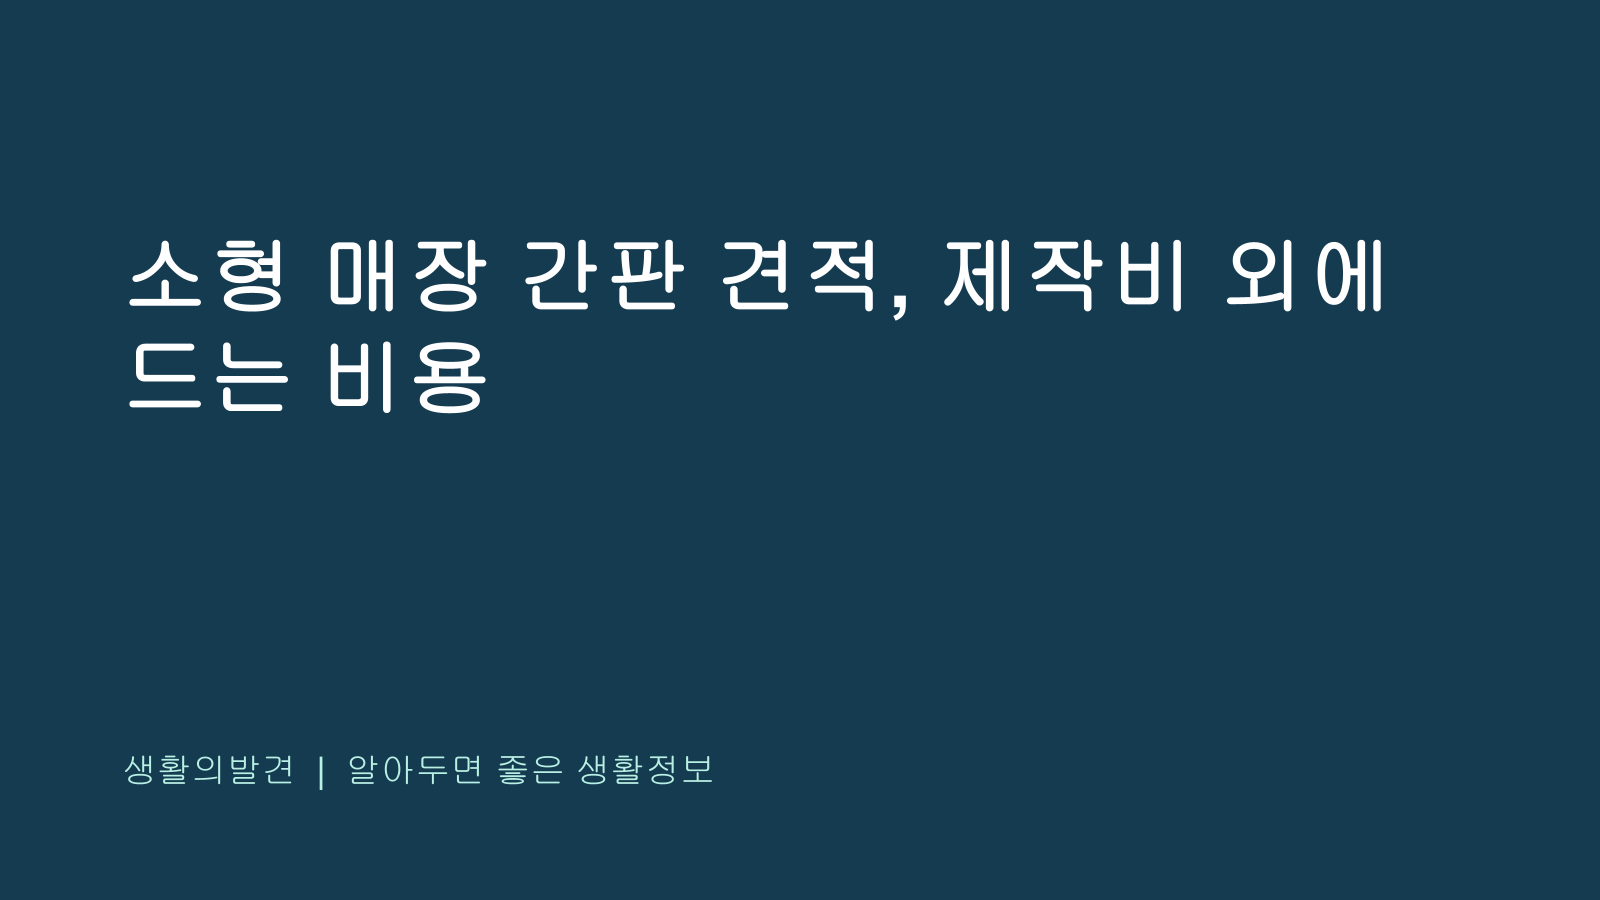 소형 매장 간판 견적, 제작비 외에
드는 비용
생활의발견 | 알아두면 좋은 생활정보